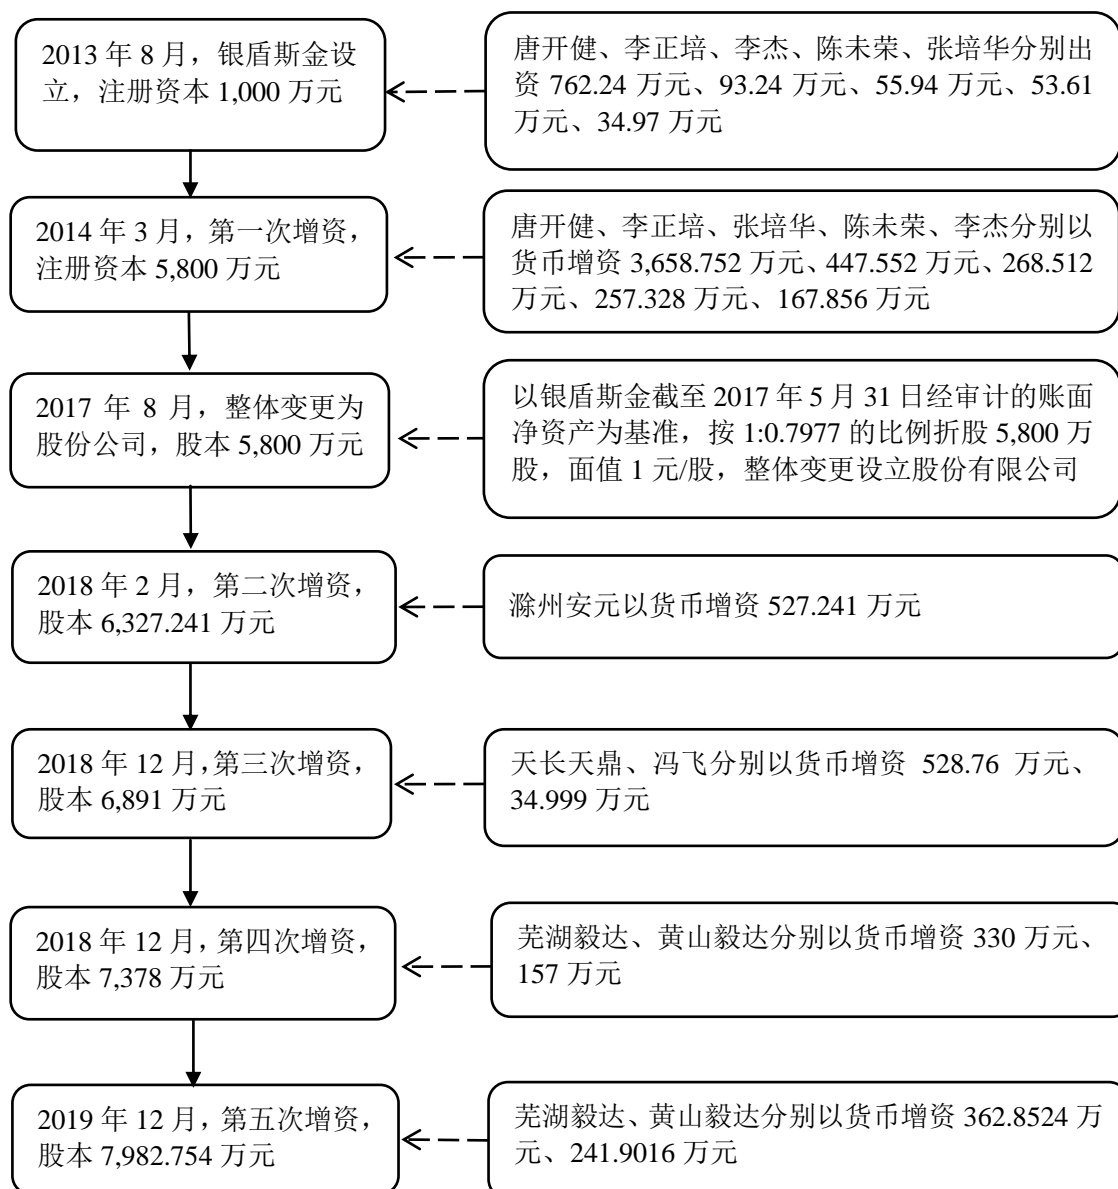 2013 年 8 月，银盾斯金设
立，注册资本 1,000 万元
唐开健、李正培、李杰、陈未荣、张培华分别出
资 762.24 万元、93.24 万元、55.94 万元、53.61
万元、34.97 万元
2014 年 3 月，第一次增资，
注册资本 5,800 万元
唐开健、李正培、张培华、陈未荣、李杰分别以
货币增资 3,658.752 万元、447.552 万元、268.512
万元、257.328 万元、167.856 万元
2017 年 8 月，整体变更为
股份公司，股本 5,800 万元
以银盾斯金截至 2017 年 5 月 31 日经审计的账面
净资产为基准，按 1:0.7977 的比例折股 5,800 万
股，面值 1 元/股，整体变更设立股份有限公司
2018 年 2 月，第二次增资，
股本 6,327.241 万元
滁州安元以货币增资 527.241 万元
2018 年 12 月，第三次增资，
股本 6,891 万元
天长天鼎、冯飞分别以货币增资 528.76 万元、
34.999 万元
2018 年 12 月，第四次增资，
股本 7,378 万元
芜湖毅达、黄山毅达分别以货币增资 330 万元、
157 万元
2019 年 12 月，第五次增资，
股本 7,982.754 万元
芜湖毅达、黄山毅达分别以货币增资 362.8524 万
元、241.9016 万元